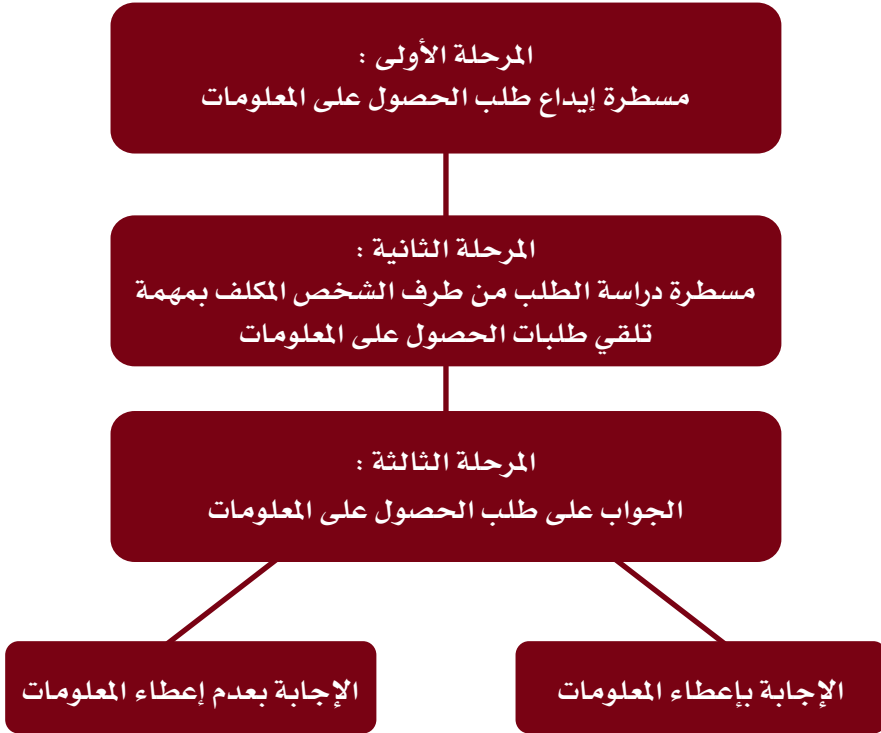 المرحلة الأولى :
مسطرة إيداع طلب الحصول على المعلومات
المرحلة الثانية :
مسطرة دراسة الطلب من طرف الشخص المكلف بمهمة
تلقي طلبات الحصول على المعلومات
المرحلة الثالثة :
الجواب على طلب الحصول على المعلومات
الإجابة بإعطاء المعلومات
الإجابة بعدم إعطاء المعلومات